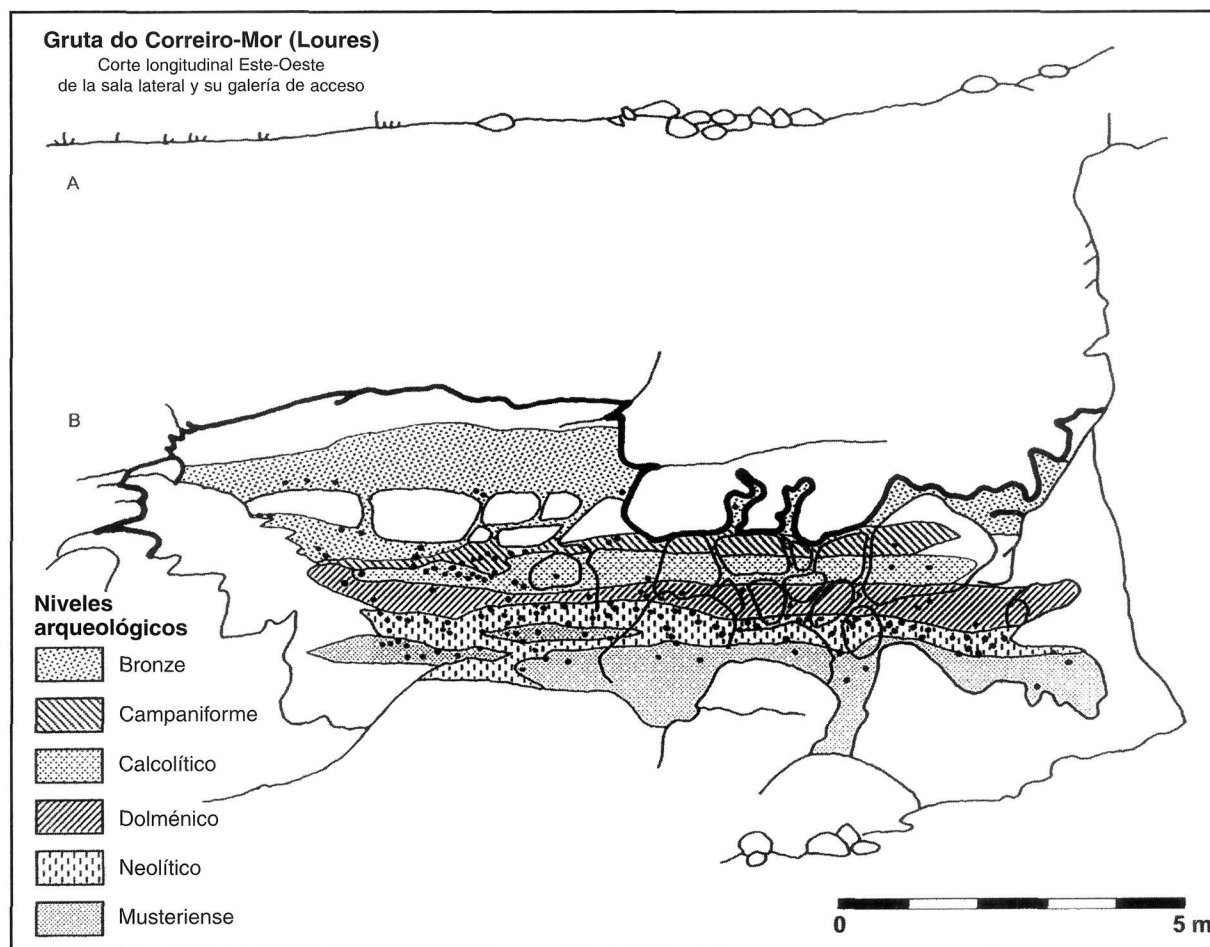 Gruta do Correiro-Mor (Loures)
Corte longitudinal Este-Oeste
de la sala lateral y su galería de acceso
A
B
Niveles
arqueológicos
Bronze
Campaniforme
Calcolítico
Dolménico
Neolítico
Musteriense
0 5 m